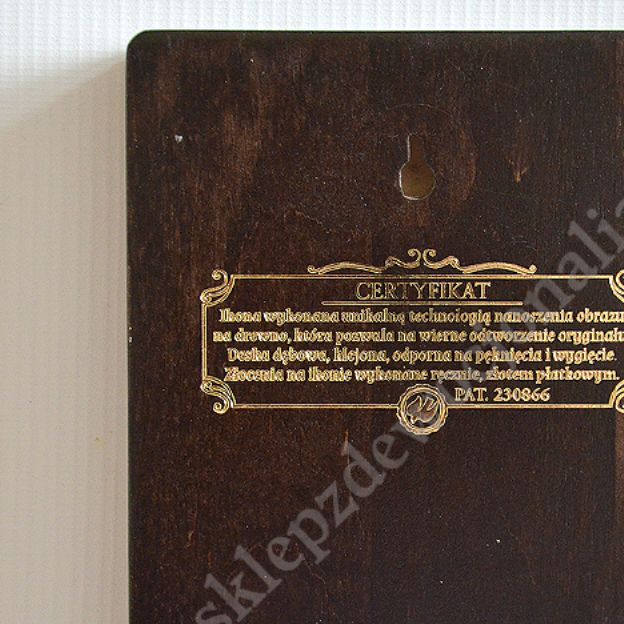 CERTYFIKAT
Ikona wykonana unikalną technologią nanoszenia obrazu
na drewno, która pozwala na wierne odtworzenie oryginału.
Deska dębowa, klejona, odporna na pęknięcia i wygięcie.
Złocenia na ikonie wykonane ręcznie, złotem płatkowym.
PAT. 230866
sklepzdewocjonalia